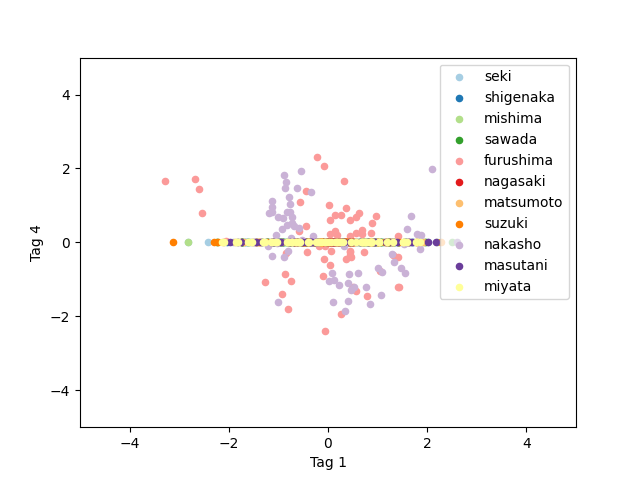 Tag 4
4
2
0
−2
−4
−4
−2
0
2
4
Tag 1
seki
shigenaka
mishima
sawada
furushima
nagasaki
matsumoto
suzuki
nakasho
masutani
miyata